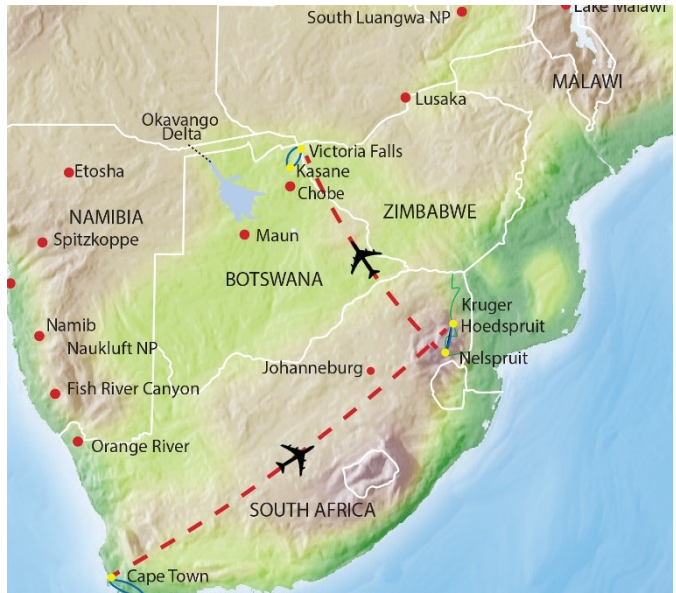 South Luangwa NP
Lake Malawi
MALAWI
Lusaka
Okavango
Delta
Victoria Falls
Kasane
Etosha
Chobe
NAMIBIA
ZIMBABWE
Spitzkoppe
Maun
BOTSWANA
Kruger
Hoedspruit
Namib
Naukluft NP
Nelspruit
Johanneburg
Fish River Canyon
Orange River
SOUTH AFRICA
Cape Town